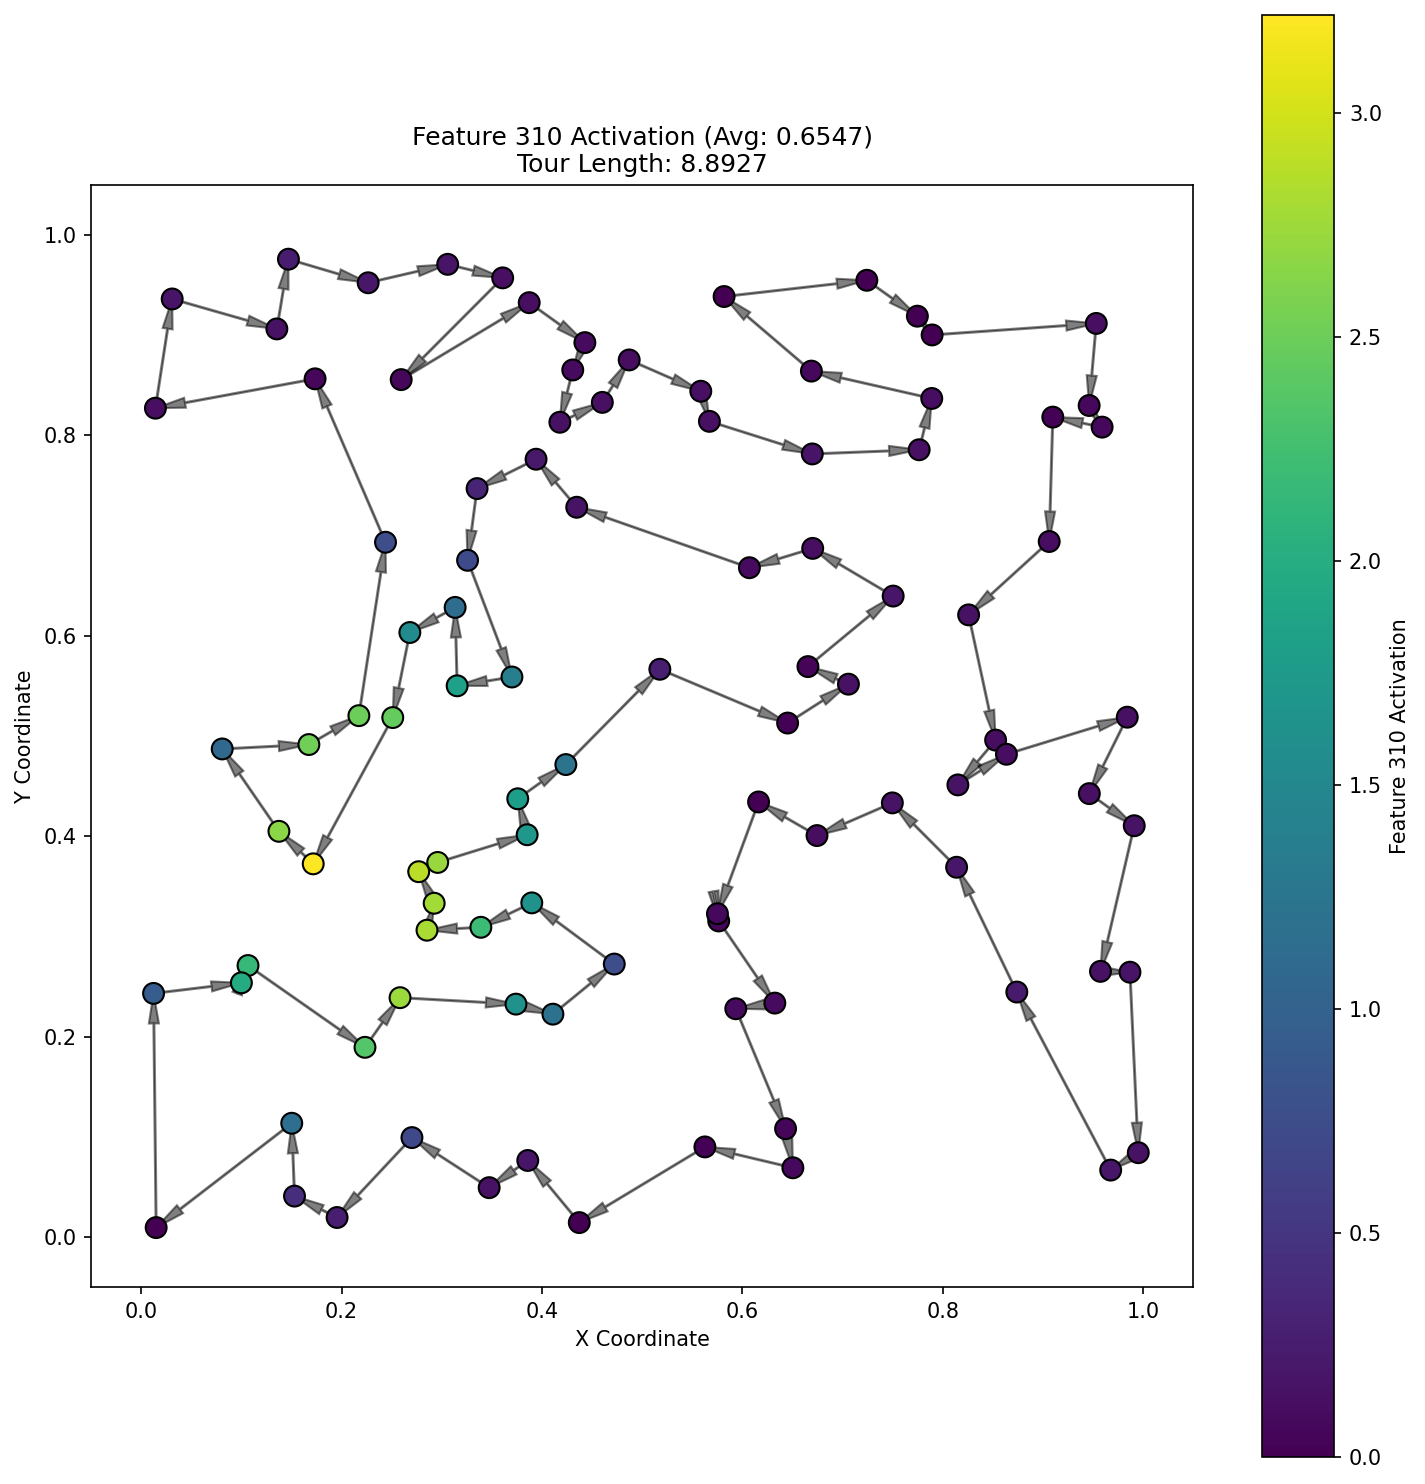 Feature 310 Activation (Avg: 0.6547)
Tour Length: 8.8927
1.0
0.8
0.6
0.4
0.2
0.0
Y Coordinate
0.0 0.2 0.4 0.6 0.8 1.0
X Coordinate
3.0
2.5
2.0
1.5
1.0
0.5
0.0
Feature 310 Activation